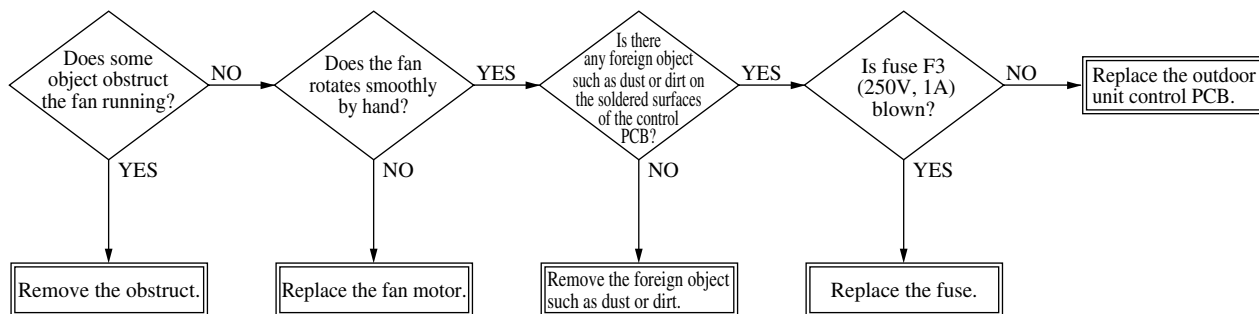 Does some
object obstruct
the fan running?
NO
YES
Remove the obstruct.
Does the fan
rotates smoothly
by hand?
YES
NO
Replace the fan motor.
Is there
any foreign object
such as dust or dirt on
the soldered surfaces
of the control
PCB?
YES
NO
Remove the foreign object
such as dust or dirt.
Is fuse F3
(250V, 1A)
blown?
NO
YES
Replace the fuse.
Replace the outdoor
unit control PCB.